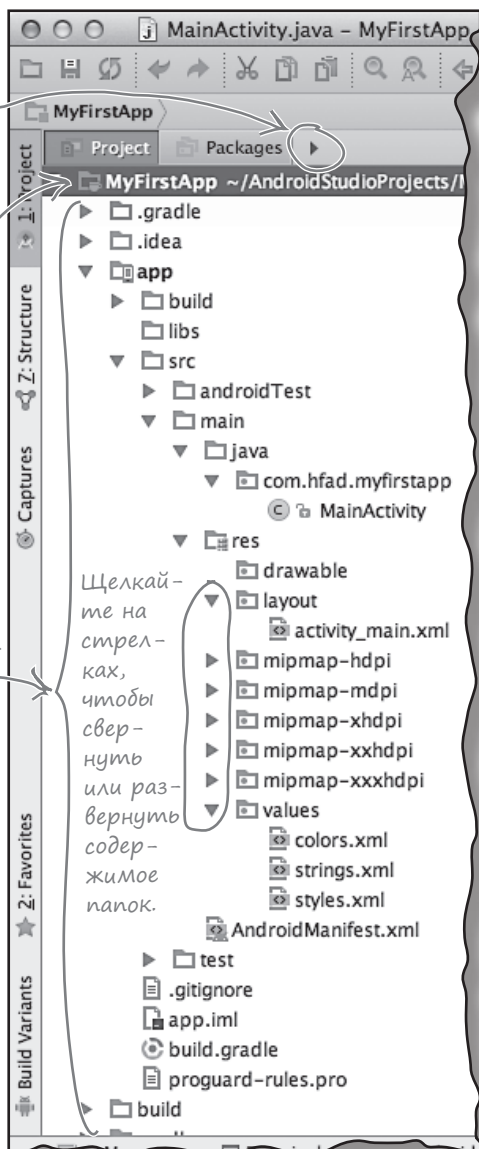 MainActivity.java – MyFirstApp
MyFirstApp
Project
Packages
1: Project
MyFirstApp ~/AndroidStudioProjects/
.gradle
.idea
app
build
libs
src
androidTest
main
java
com.hfad.myfirstapp
MainActivity
res
drawable
layout
activity_main.xml
mipmap-hdpi
mipmap-mdpi
mipmap-xhdpi
mipmap-xxhdpi
mipmap-xxxhdpi
values
colors.xml
strings.xml
styles.xml
AndroidManifest.xml
test
.gitignore
app.iml
build.gradle
proguard-rules.pro
build
Z: Structure
Captures
2: Favorites
Build Variants
Щелкай-
те на
стрел-
ках,
чтобы
свер-
нуть
или раз-
вернуть
содер-
жимое
папок.